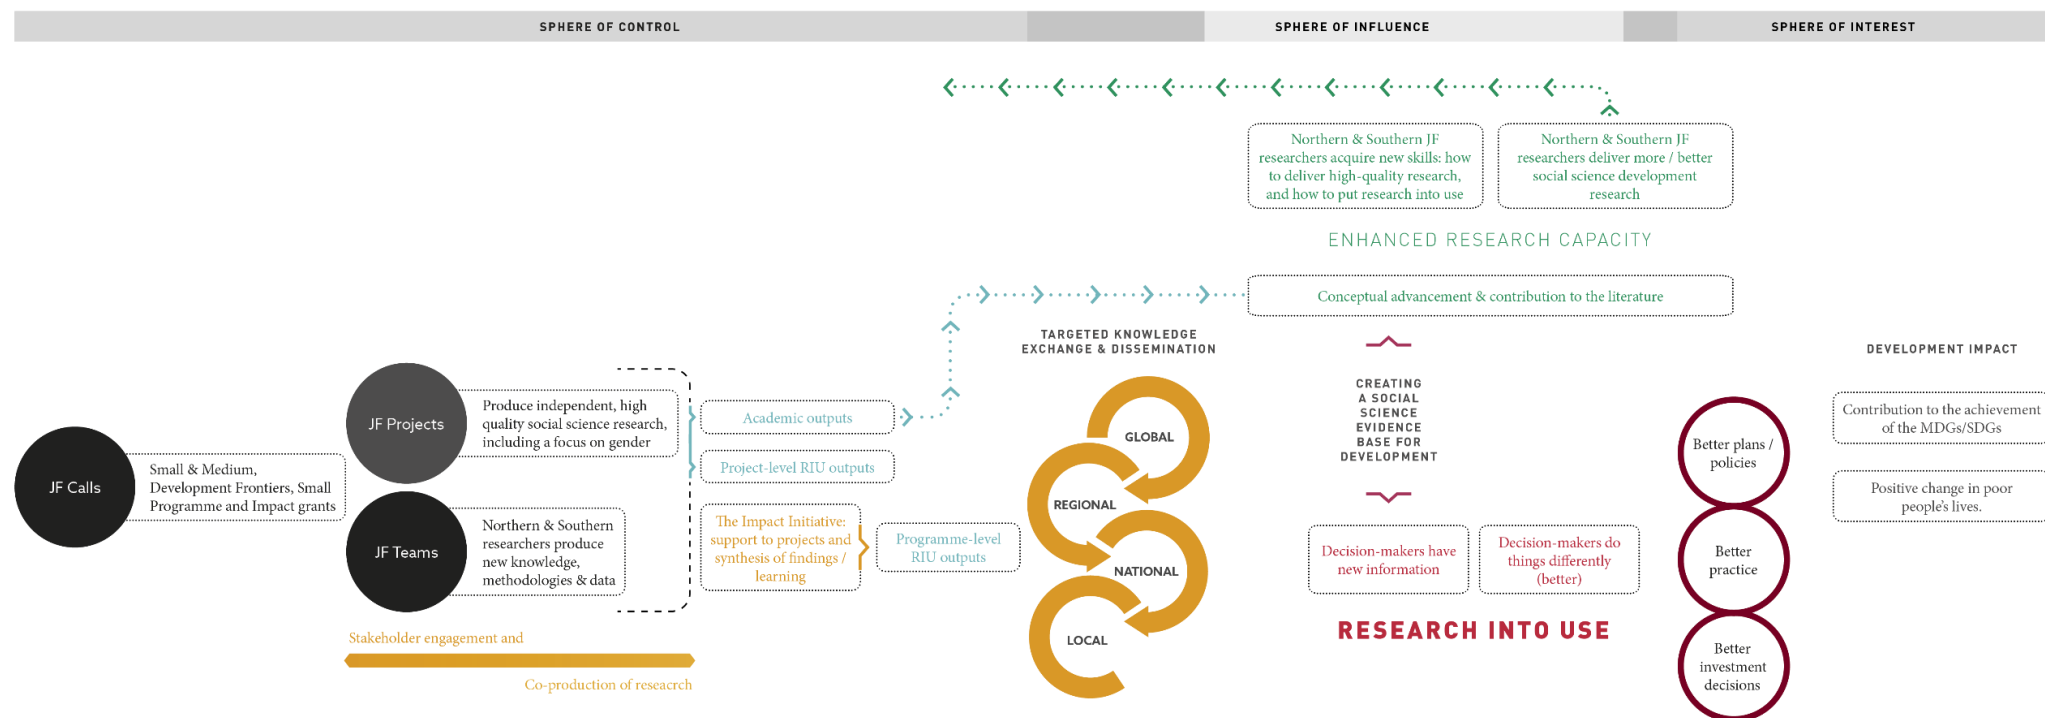 SPHERE OF CONTROL
SPHERE OF INFLUENCE
SPHERE OF INTEREST
Northern & Southern JF
researchers acquire new skills: how
to deliver high-quality research,
and how to put research into use
Northern & Southern JF
researchers deliver more / better
social science development
research
ENHANCED RESEARCH CAPACITY
Conceptual advancement & contribution to the literature
JF Calls
Small & Medium,
Development Frontiers, Small
Programme and Impact grants
JF Projects
Produce independent, high
quality social science research,
including a focus on gender
JF Teams
Northern & Southern
researchers produce
new knowledge,
methodologies & data
Stakeholder engagement and
Co-production of researcrh
Academic outputs
Project-level RIU outputs
The Impact Initiative:
support to projects and
synthesis of findings /
learning
Programme-level
RIU outputs
TARGETED KNOWLEDGE
EXCHANGE & DISSEMINATION
GLOBAL
REGIONAL
NATIONAL
LOCAL
CREATING
A SOCIAL
SCIENCE
EVIDENCE
BASE FOR
DEVELOPMENT
Decision-makers have
new information
Decision-makers do
things differently
(better)
RESEARCH INTO USE
Better plans /
policies
Better
practice
Better
investment
decisions
DEVELOPMENT IMPACT
Contribution to the achievement
of the MDGs/SDGs
Positive change in poor
people's lives.